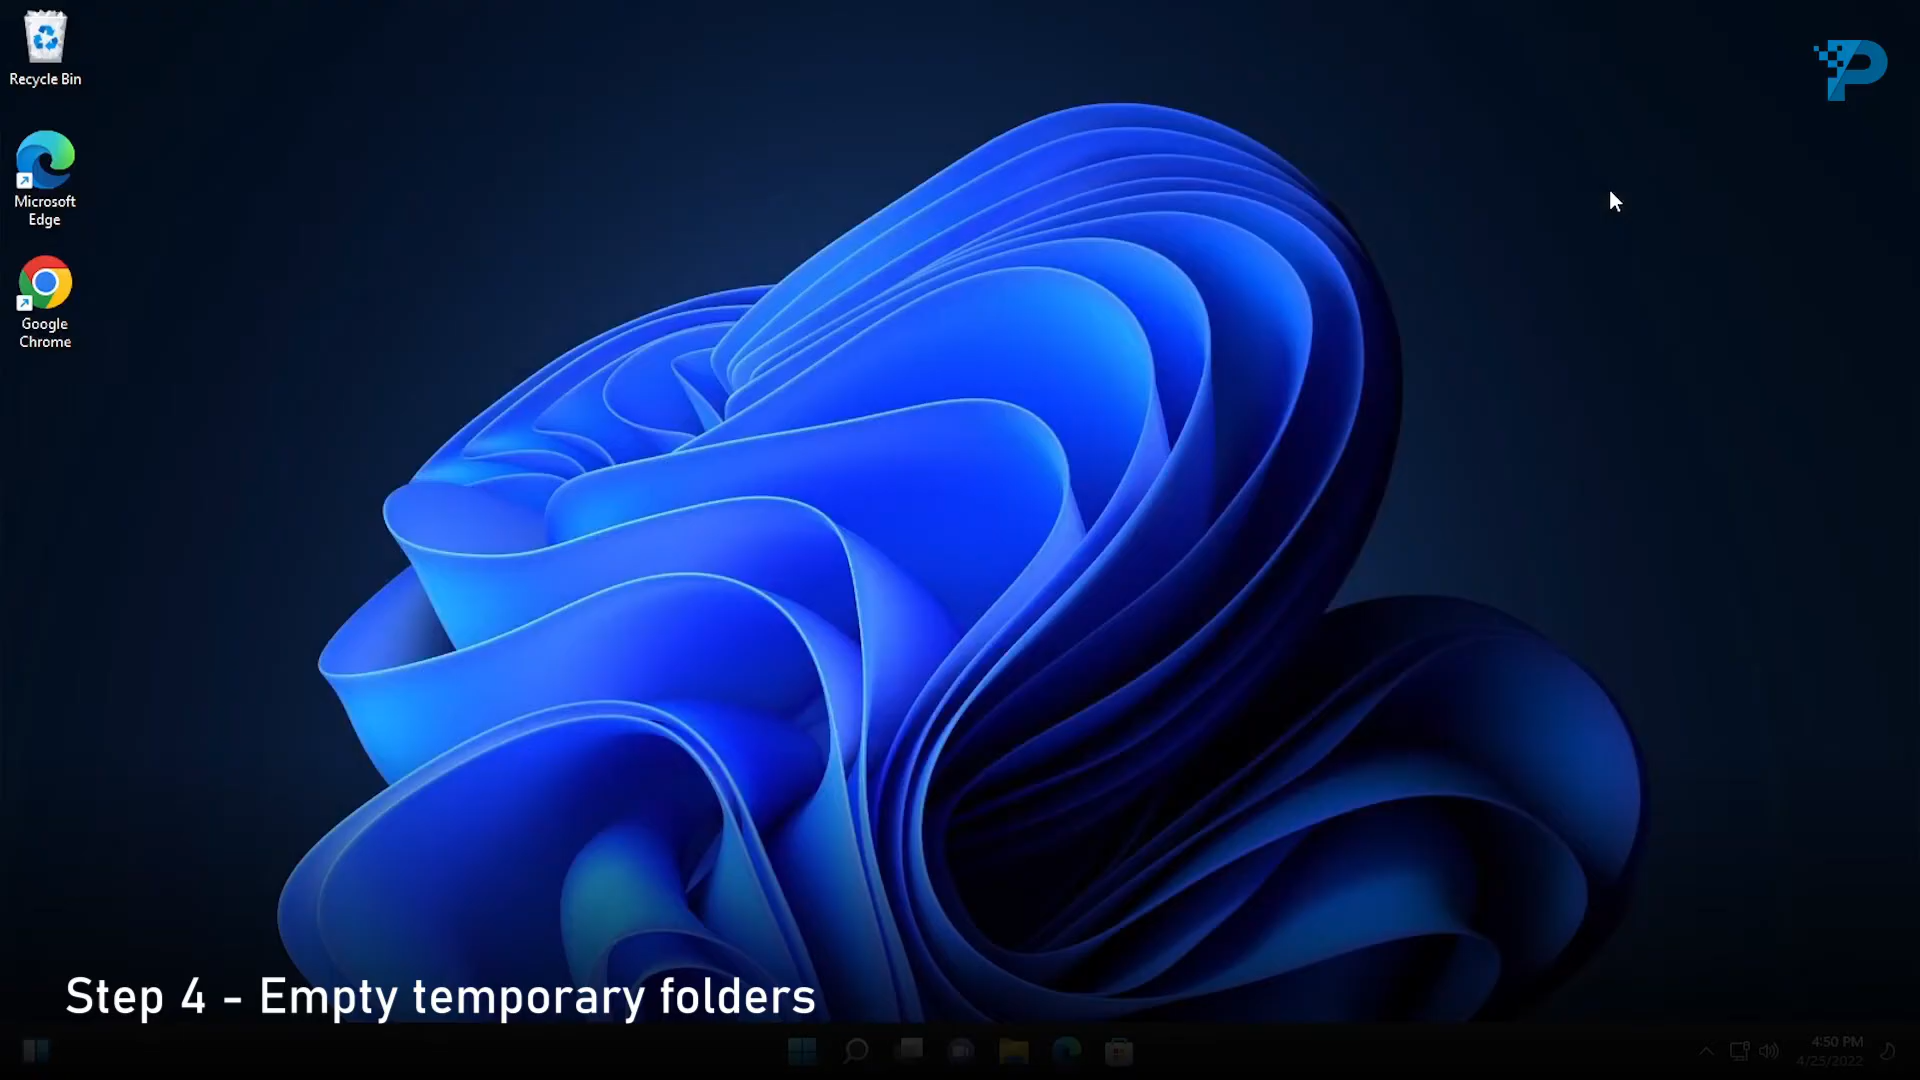 Recycle Bin
Microsoft
Edge
Google
Chrome
Step 4 - Empty temporary folders
4:50 PM
4/25/2022